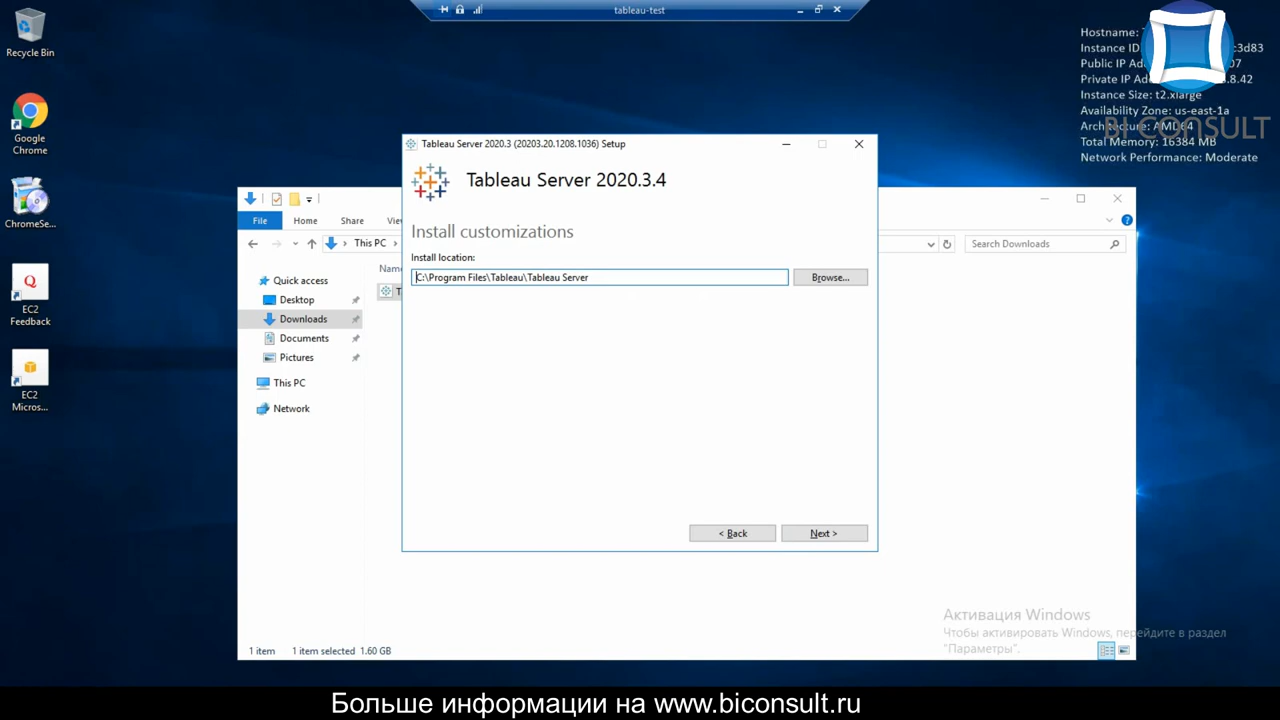 tableau-test
Recycle Bin
Google
Chrome
ChromeSe...
EC2
Feedback
EC2
Micros...
Hostname:
Instance ID
c3d83
Public IP Add
07
Private IP Ad
8.42
Instance Size: t2.xlarge
Availability Zone: us-east-1a
Architecture: AMD64
Total Memory: 16384 MB
Network Performance: Moderate
BI CONSULT
Tableau Server 2020.3 (20203.20.1208.1036) Setup
Tableau Server 2020.3.4
Install customizations
Install location:
C:\Program Files\Tableau\Tableau Server
Browse...
< Back
Next >
File
Home
Share
This PC
Search Downloads
Quick access
Desktop
Downloads
Documents
Pictures
This PC
Network
1 item
1 item selected 1.60 GB
Активация Windows
Чтобы активировать Windows, перейдите в раздел
"Параметры".
Больше информации на www.biconsult.ru